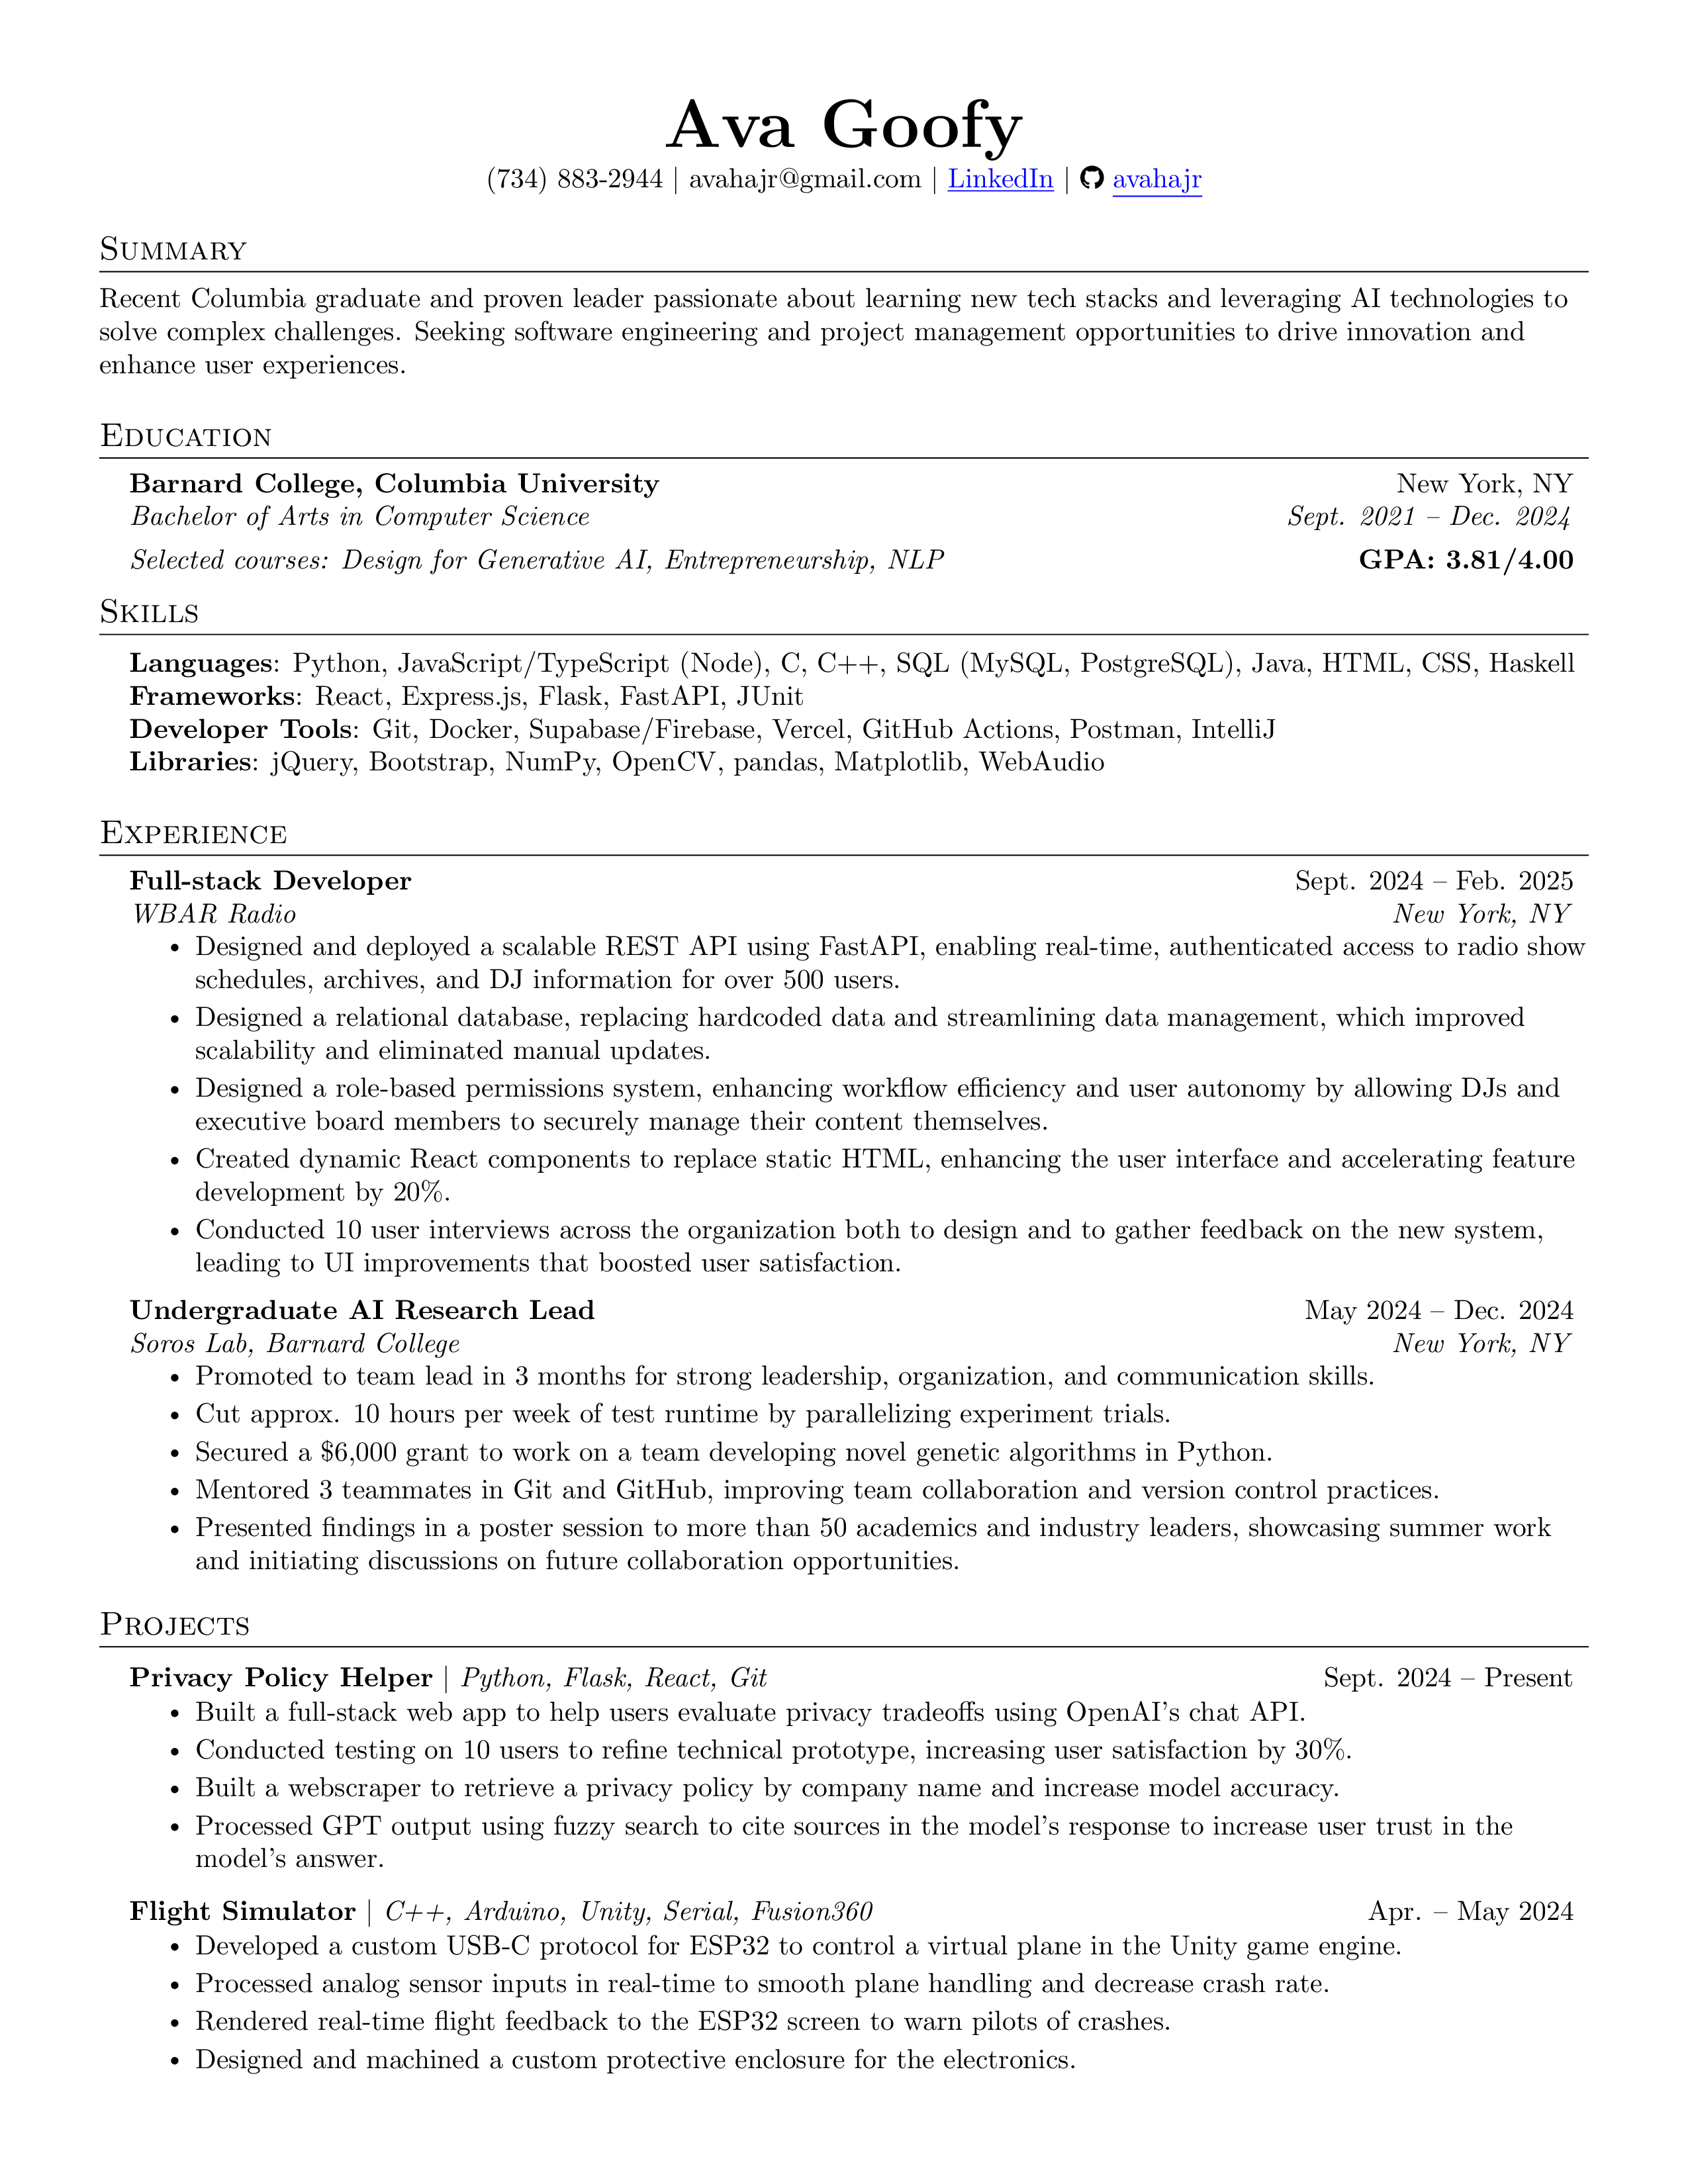 Ava Goofy
(734) 883-2944 | avahajr@gmail.com | LinkedIn | avahajr
Summary
Recent Columbia graduate and proven leader passionate about learning new tech stacks and leveraging AI technologies to
solve complex challenges. Seeking software engineering and project management opportunities to drive innovation and
enhance user experiences.
Education
Barnard College, Columbia University New York, NY
Bachelor of Arts in Computer Science Sept. 2021 – Dec. 2024
Selected courses: Design for Generative AI, Entrepreneurship, NLP GPA: 3.81/4.00
Skills
Languages: Python, JavaScript/TypeScript (Node), C, C++, SQL (MySQL, PostgreSQL), Java, HTML, CSS, Haskell
Frameworks: React, Express.js, Flask, FastAPI, JUnit
Developer Tools: Git, Docker, Supabase/Firebase, Vercel, GitHub Actions, Postman, IntelliJ
Libraries: jQuery, Bootstrap, NumPy, OpenCV, pandas, Matplotlib, WebAudio
Experience
Full-stack Developer Sept. 2024 – Feb. 2025
WBAR Radio New York, NY
• Designed and deployed a scalable REST API using FastAPI, enabling real-time, authenticated access to radio show
schedules, archives, and DJ information for over 500 users.
• Designed a relational database, replacing hardcoded data and streamlining data management, which improved
scalability and eliminated manual updates.
• Designed a role-based permissions system, enhancing workflow efficiency and user autonomy by allowing DJs and
executive board members to securely manage their content themselves.
• Created dynamic React components to replace static HTML, enhancing the user interface and accelerating feature
development by 20%.
• Conducted 10 user interviews across the organization both to design and to gather feedback on the new system,
leading to UI improvements that boosted user satisfaction.
Undergraduate AI Research Lead May 2024 – Dec. 2024
Soros Lab, Barnard College New York, NY
• Promoted to team lead in 3 months for strong leadership, organization, and communication skills.
• Cut approx. 10 hours per week of test runtime by parallelizing experiment trials.
• Secured a $6,000 grant to work on a team developing novel genetic algorithms in Python.
• Mentored 3 teammates in Git and GitHub, improving team collaboration and version control practices.
• Presented findings in a poster session to more than 50 academics and industry leaders, showcasing summer work
and initiating discussions on future collaboration opportunities.
Projects
Privacy Policy Helper | Python, Flask, React, Git Sept. 2024 – Present
• Built a full-stack web app to help users evaluate privacy tradeoffs using OpenAI's chat API.
• Conducted testing on 10 users to refine technical prototype, increasing user satisfaction by 30%.
• Built a webscraper to retrieve a privacy policy by company name and increase model accuracy.
• Processed GPT output using fuzzy search to cite sources in the model's response to increase user trust in the
model's answer.
Flight Simulator | C++, Arduino, Unity, Serial, Fusion360 Apr. – May 2024
• Developed a custom USB-C protocol for ESP32 to control a virtual plane in the Unity game engine.
• Processed analog sensor inputs in real-time to smooth plane handling and decrease crash rate.
• Rendered real-time flight feedback to the ESP32 screen to warn pilots of crashes.
• Designed and machined a custom protective enclosure for the electronics.